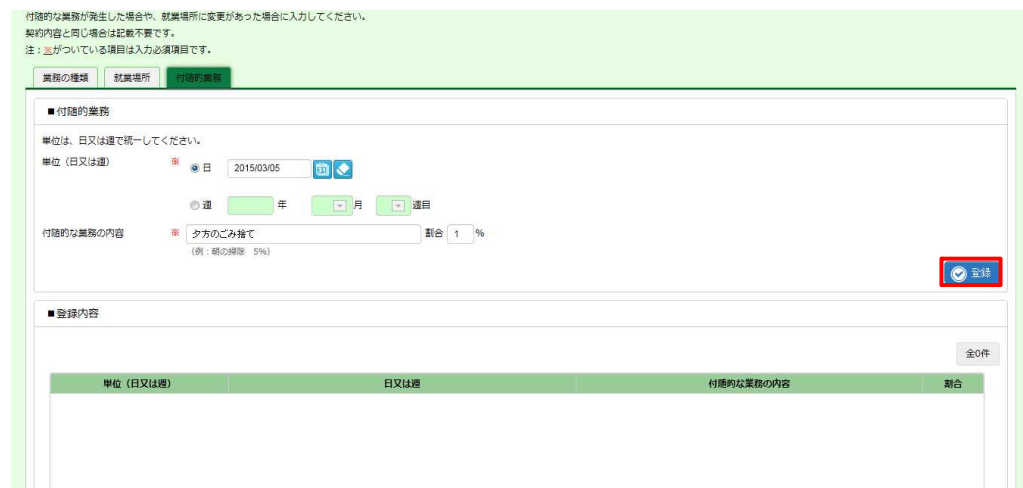 付随的な業務が発生した場合や、就業場所に変更があった場合に入力してください。
契約内容と同じ場合は記載不要です。
注：※がついている項目は入力必須項目です。
業務の種類 就業場所 付随的業務
■付随的業務
単位は、日又は週で統一してください。
単位（日又は週） ※ 日 2015/03/05 31
週 年 月 週目
付随的な業務の内容 ※ 夕方のごみ捨て 割合 1 %
（例：朝の掃除 5%）
登録
■登録内容
全0件
単位（日又は週） 日又は週 付随的な業務の内容 割合